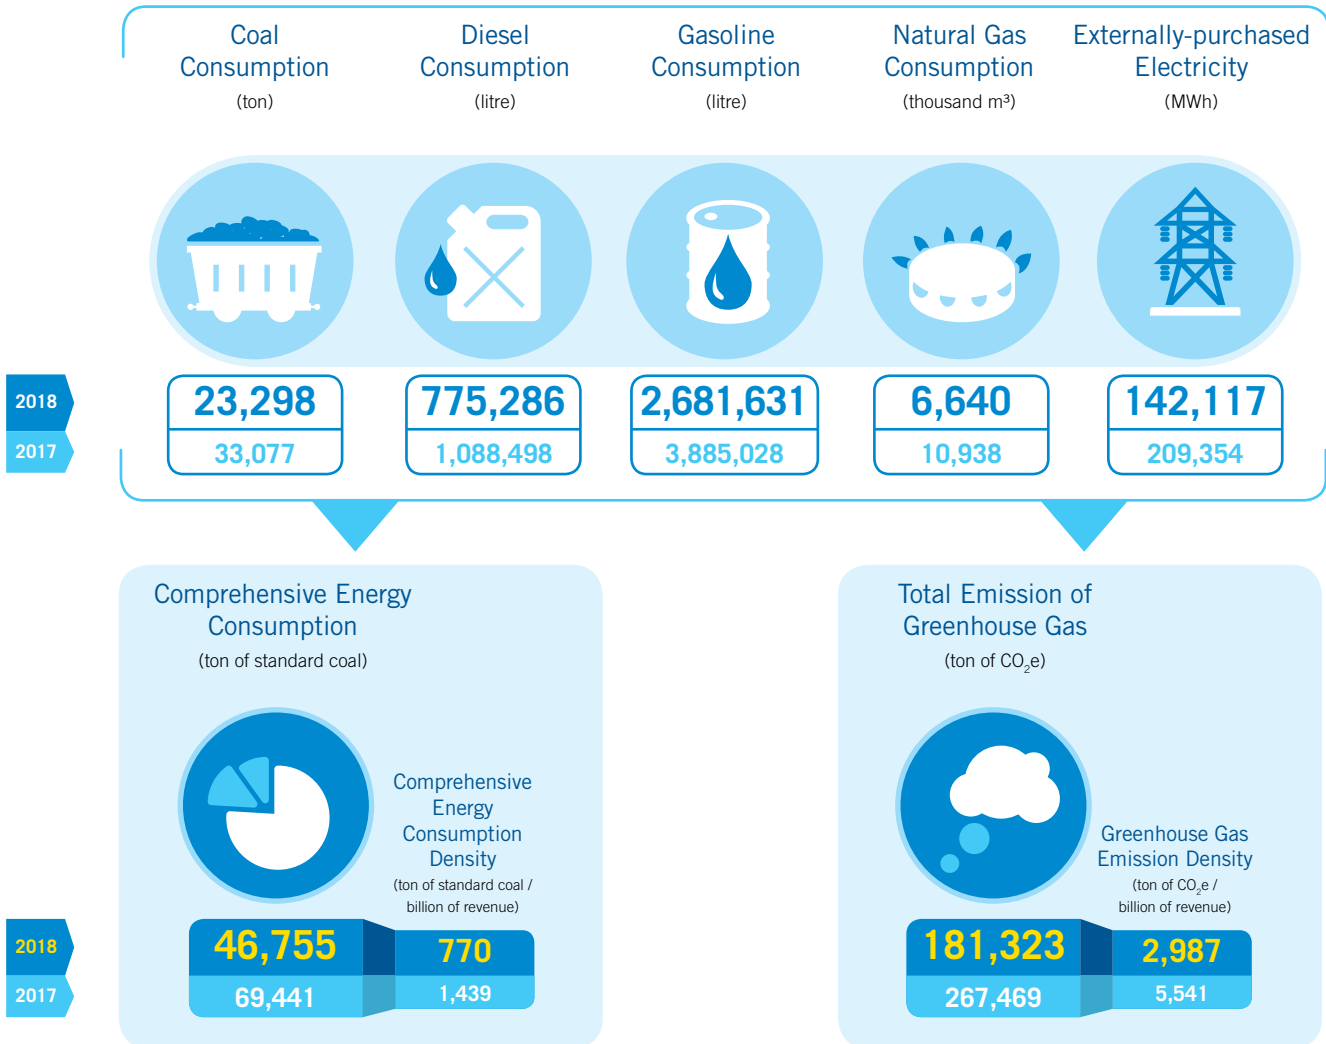 Coal
Consumption
(ton)
Diesel
Consumption
(litre)
Gasoline
Consumption
(litre)
Natural Gas
Consumption
(thousand m³)
Externally-purchased
Electricity
(MWh)
2018
23,298
775,286
2,681,631
6,640
142,117
2017
33,077
1,088,498
3,885,028
10,938
209,354
Comprehensive Energy
Consumption
(ton of standard coal)
Comprehensive
Energy
Consumption
Density
(ton of standard coal /
billion of revenue)
Total Emission of
Greenhouse Gas
(ton of CO₂e)
Greenhouse Gas
Emission Density
(ton of CO₂e /
billion of revenue)
2018
46,755
770
181,323
2,987
2017
69,441
1,439
267,469
5,541